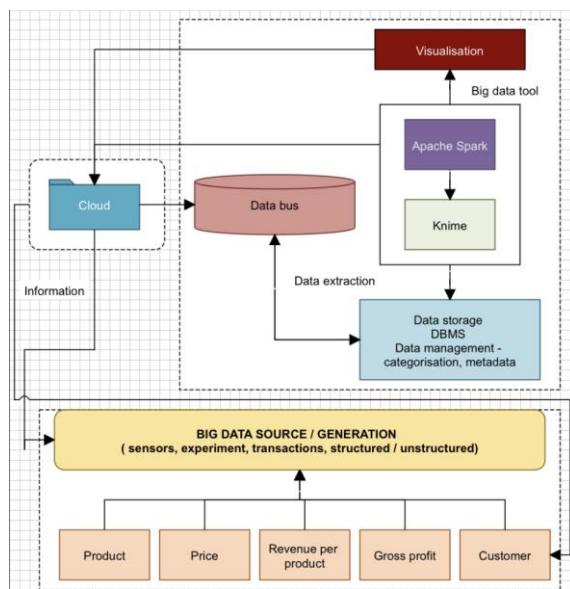 Visualisation
Big data tool
Apache Spark
Cloud
Data bus
Knime
Information
Data extraction
Data storage
DBMS
Data management -
categorisation, metadata
BIG DATA SOURCE / GENERATION
( sensors, experiment, transactions, structured / unstructured)
Product
Price
Revenue per
product
Gross profit
Customer